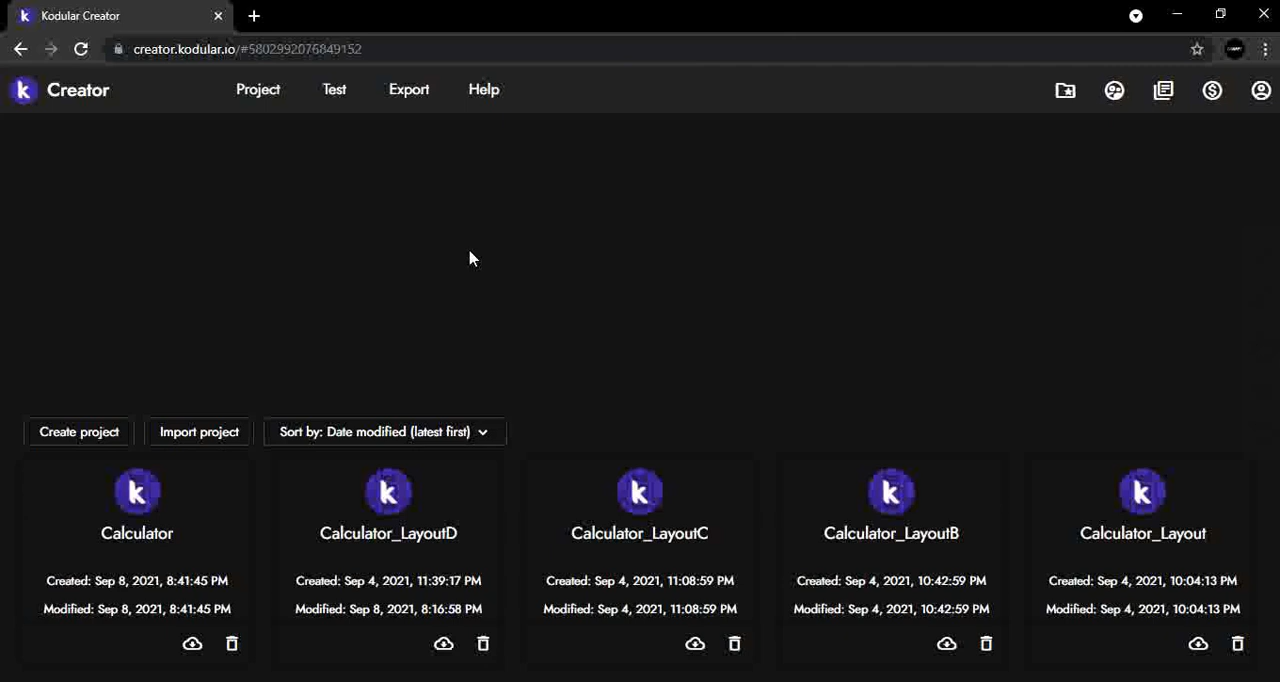 Kodular Creator
creator.kodular.io/#5802992076849152
k Creator Project Test Export Help
Create project Import project Sort by: Date modified (latest first)
k k k k k
Calculator Calculator_LayoutD Calculator_LayoutC Calculator_LayoutB Calculator_Layout
Created: Sep 8, 2021, 8:41:45 PM Created: Sep 4, 2021, 11:39:17 PM Created: Sep 4, 2021, 11:08:59 PM Created: Sep 4, 2021, 10:42:59 PM Created: Sep 4, 2021, 10:04:13 PM
Modified: Sep 8, 2021, 8:41:45 PM Modified: Sep 8, 2021, 8:16:58 PM Modified: Sep 4, 2021, 11:08:59 PM Modified: Sep 4, 2021, 10:42:59 PM Modified: Sep 4, 2021, 10:04:13 PM